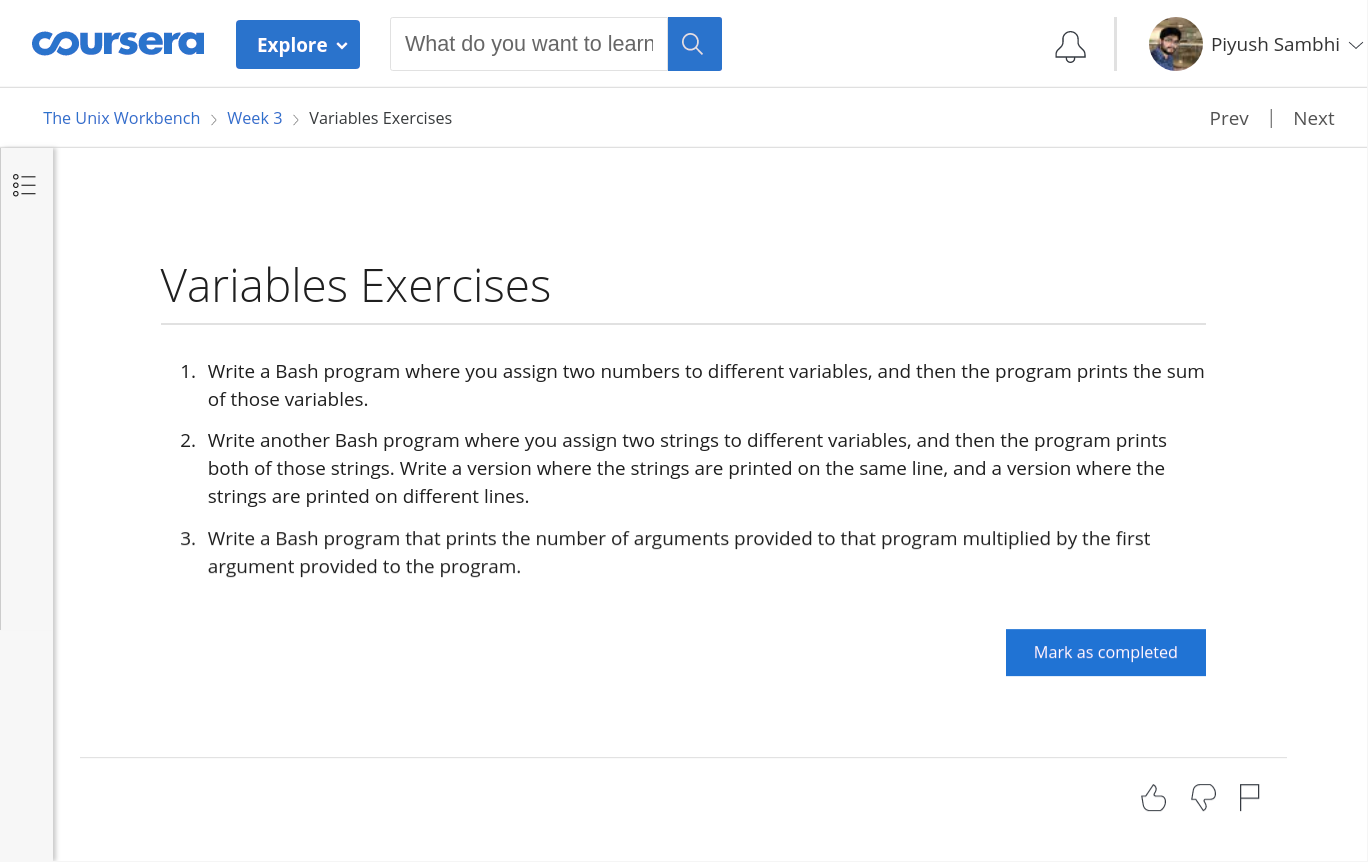 coursera
Explore
What do you want to learn
Piyush Sambhi
The Unix Workbench
Week 3
Variables Exercises
Prev
Next
Variables Exercises
1. Write a Bash program where you assign two numbers to different variables, and then the program prints the sum
of those variables.
2. Write another Bash program where you assign two strings to different variables, and then the program prints
both of those strings. Write a version where the strings are printed on the same line, and a version where the
strings are printed on different lines.
3. Write a Bash program that prints the number of arguments provided to that program multiplied by the first
argument provided to the program.
Mark as completed